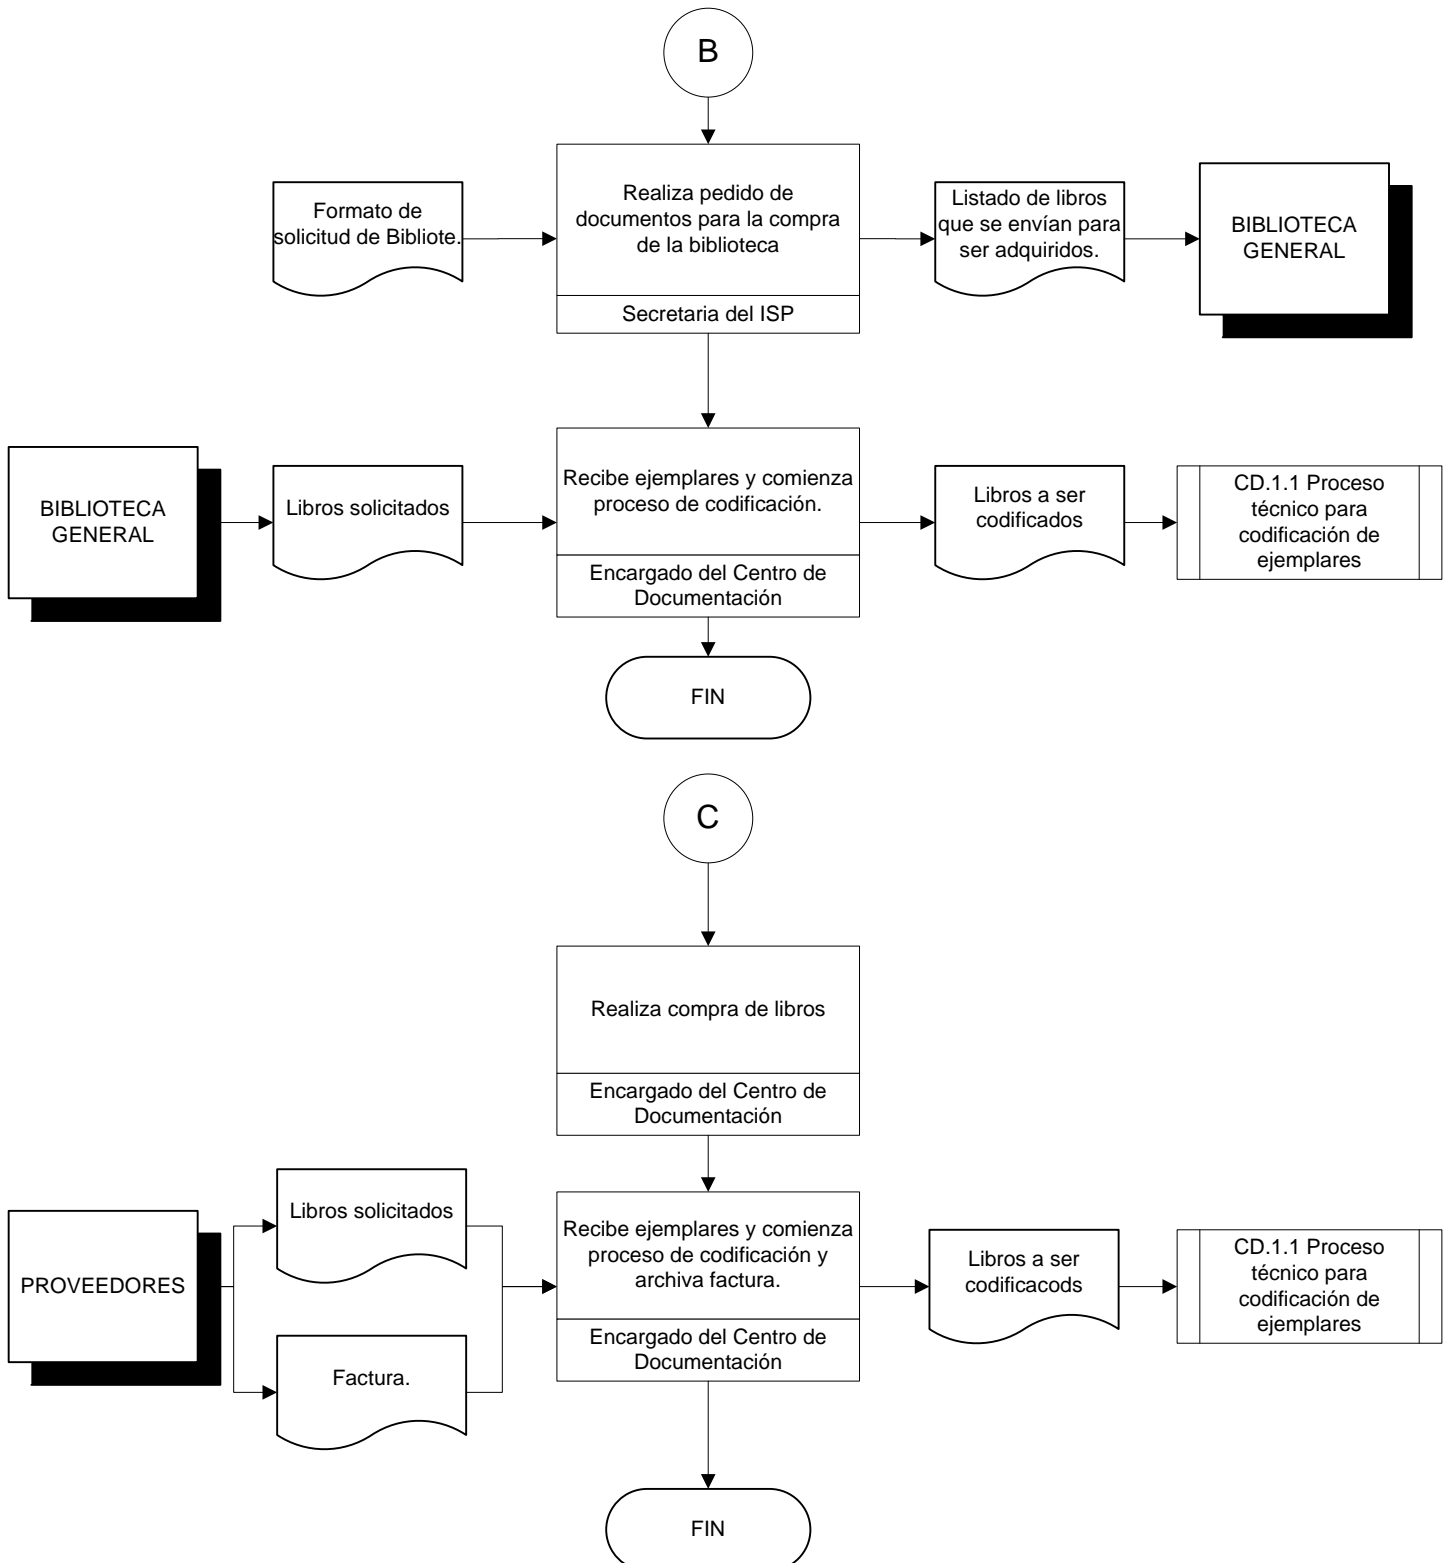 B
Formato de
solicitud de Bibliote.
Realiza pedido de
documentos para la compra
de la biblioteca
Secretaria del ISP
Listado de libros
que se envían para
ser adquiridos.
BIBLIOTECA
GENERAL
BIBLIOTECA
GENERAL
Libros solicitados
Recibe ejemplares y comienza
proceso de codificación.
Encargado del Centro de
Documentación
Libros a ser
codificados
CD.1.1 Proceso
técnico para
codificación de
ejemplares
FIN
C
Realiza compra de libros
Encargado del Centro de
Documentación
PROVEEDORES
Libros solicitados
Factura.
Recibe ejemplares y comienza
proceso de codificación y
archiva factura.
Encargado del Centro de
Documentación
Libros a ser
codificacods
CD.1.1 Proceso
técnico para
codificación de
ejemplares
FIN